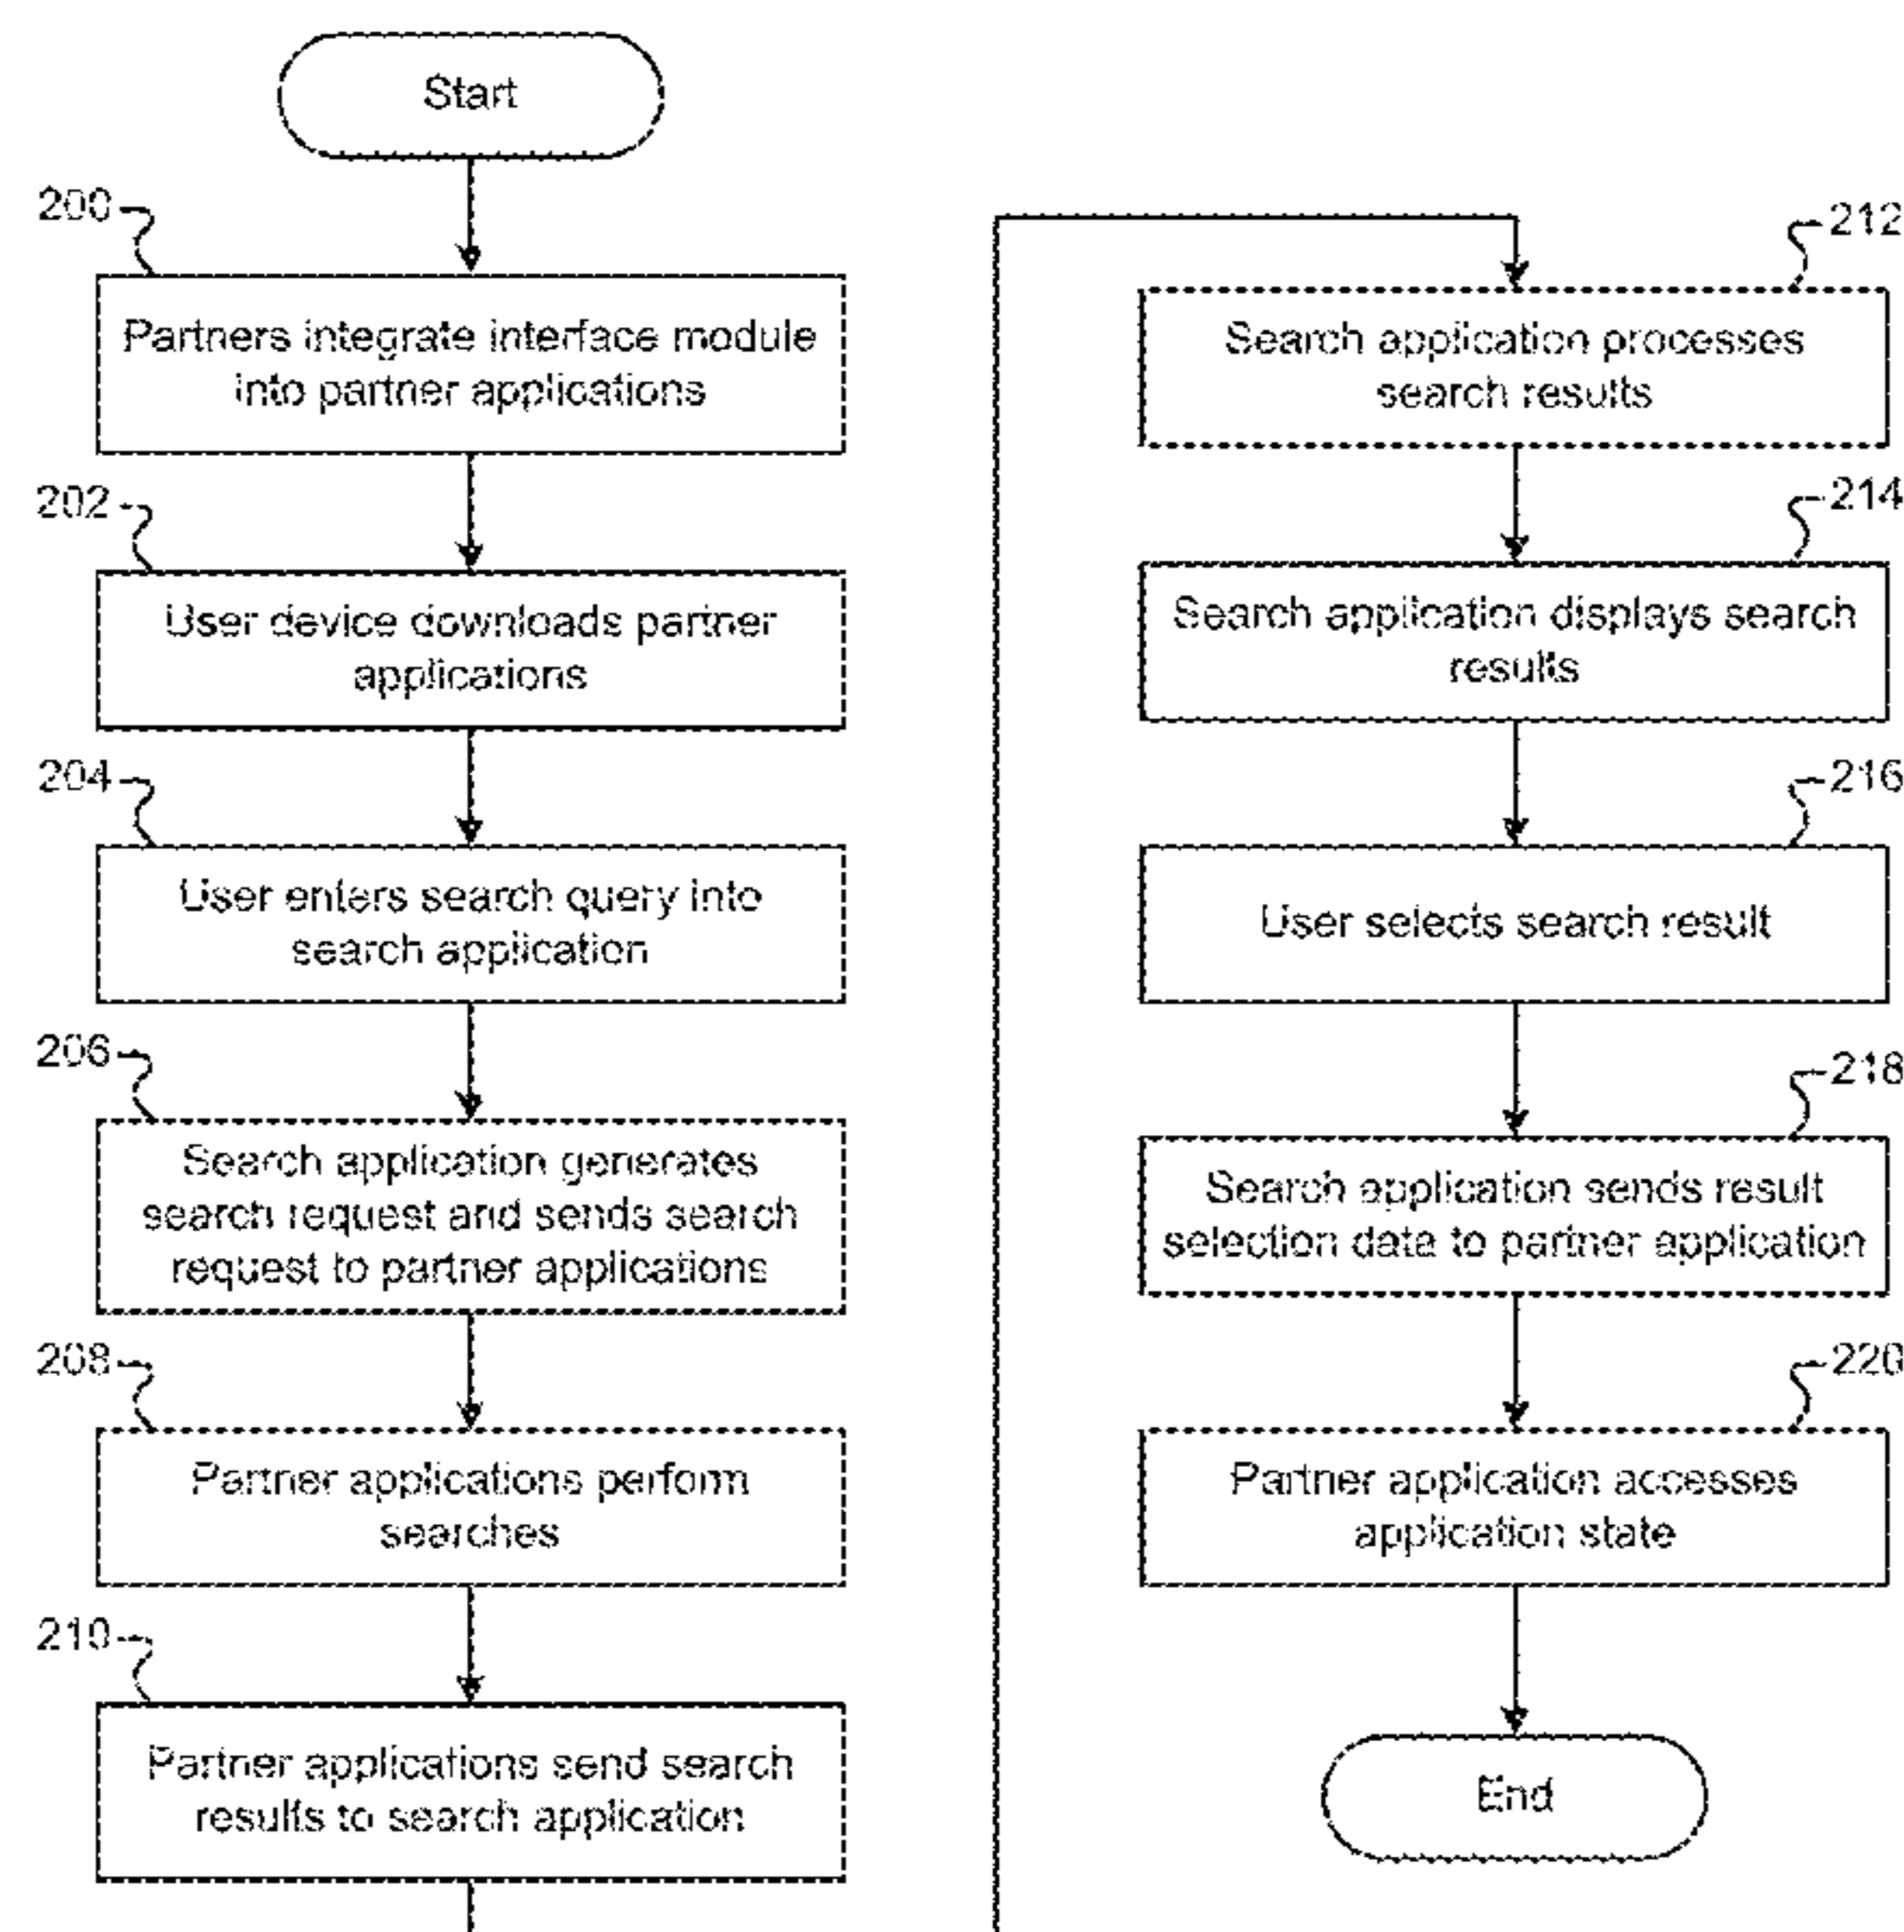 Start
200
Partners integrate interface module
into partner applications
202
User device downloads partner
applications
204
User enters search query into
search application
206
Search application generates
search request and sends search
request to partner applications
208
Partner applications perform
searches
210
Partner applications send search
results to search application
212
Search application processes
search results
214
Search application displays search
results
216
User selects search result
218
Search application sends result
selection data to partner application
220
Partner application accesses
application state
End